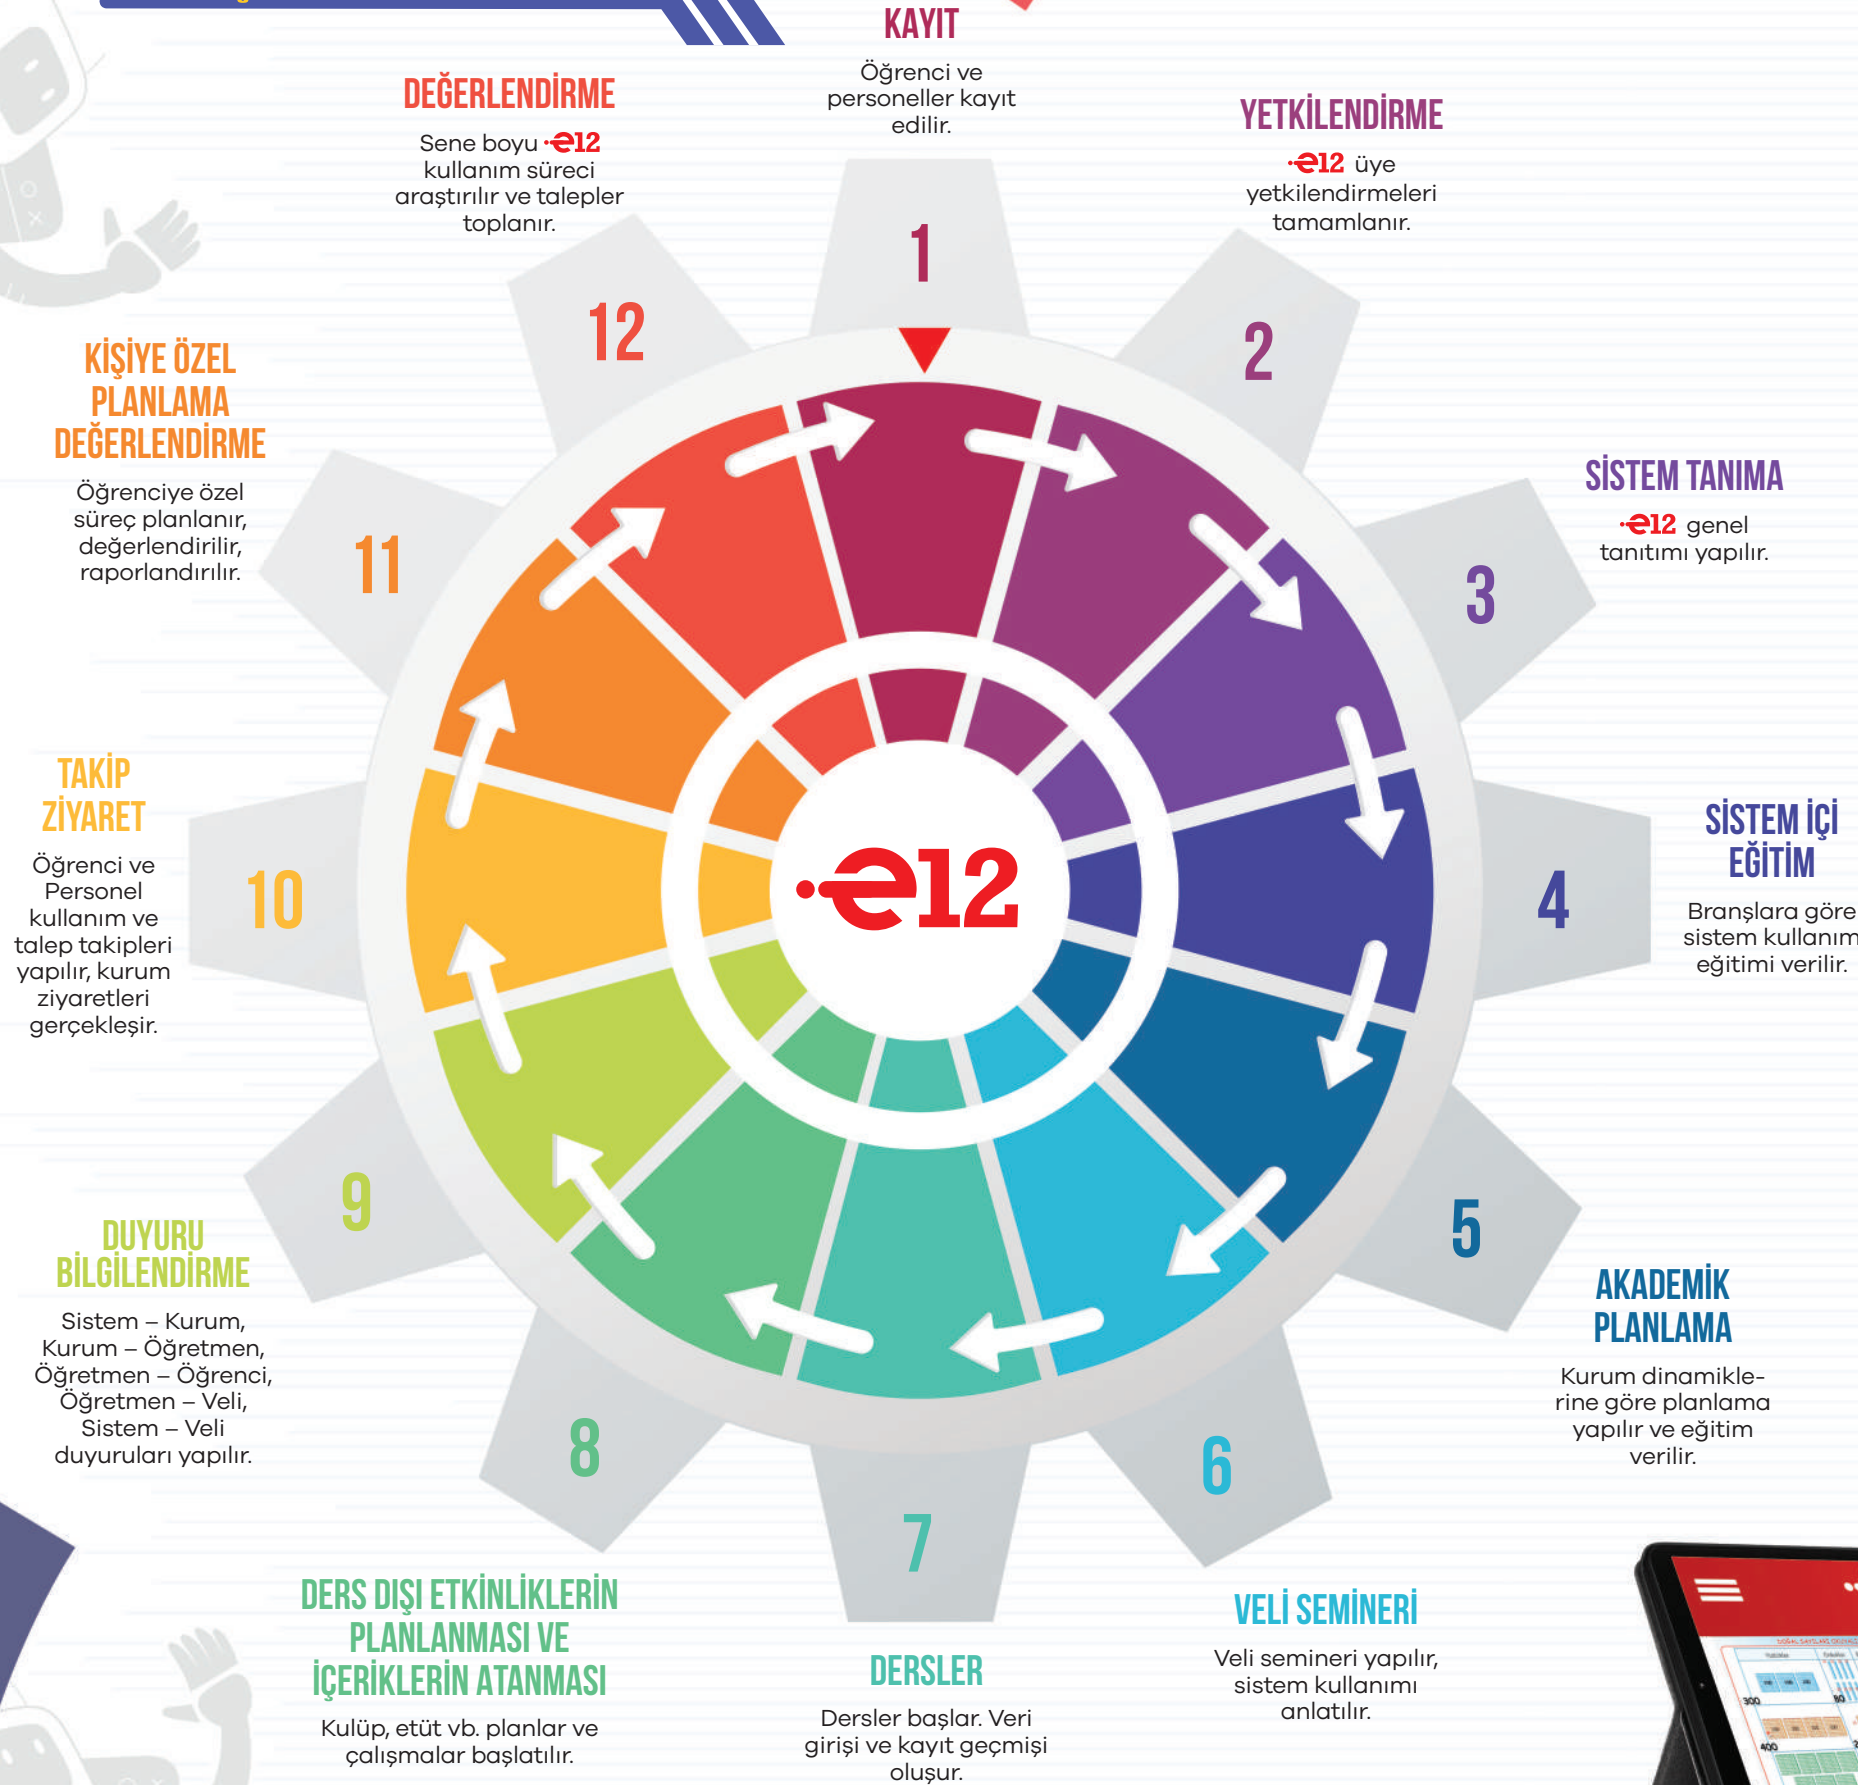 KAYIT
Öğrenci ve
personeller kayıt
edilir.
1
YETKİLENDİRME
e12 üye
yetkilendirmeleri
tamamlanır.
2
SİSTEM TANIMA
e12 genel
tanıtımı yapılır.
3
SİSTEM İÇİ
EĞİTİM
Branşlara göre
sistem kullanım
eğitimi verilir.
4
AKADEMİK
PLANLAMA
Kurum dinamikle-
rine göre planlama
yapılır ve eğitim
verilir.
5
VELİ SEMİNERİ
Veli semineri yapılır,
sistem kullanımı
anlatılır.
6
DERSLER
Dersler başlar. Veri
girişi ve kayıt geçmişi
oluşur.
7
DERS DIŞI ETKİNLİKLERİN
PLANLANMASI VE
İÇERİKLERİN ATANMASI
Kulüp, etüt vb. planlar ve
çalışmalar başlatılır.
8
DUYURU
BİLGİLENDİRME
Sistem – Kurum,
Kurum – Öğretmen,
Öğretmen – Öğrenci,
Öğretmen – Veli,
Sistem – Veli
duyuruları yapılır.
9
TAKİP
ZİYARET
Öğrenci ve
Personel
kullanım ve
talep takipleri
yapılır, kurum
ziyaretleri
gerçekleşir.
10
KİŞİYE ÖZEL
PLANLAMA
DEĞERLENDİRME
Öğrenciye özel
süreç planlanır,
değerlendirilir,
raporlandırılır.
11
DEĞERLENDİRME
Sene boyu e12
kullanım süreci
araştırılır ve talepler
toplanır.
12
e12
300
80
400